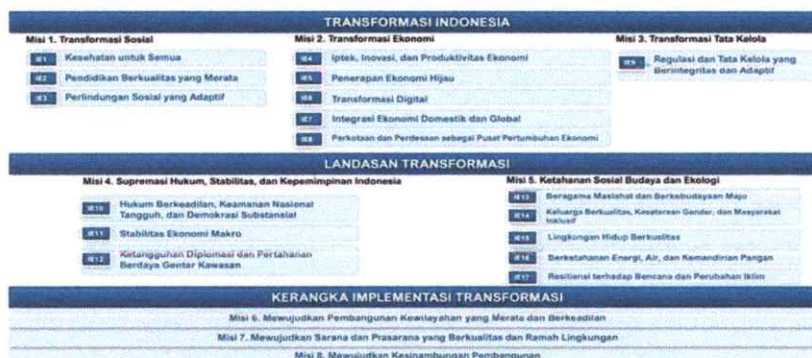 TRANSFORMASI INDONESIA
Misi 1. Transformasi Sosial
IE1 Kesehatan untuk Semua
IE2 Pendidikan Berkualitas yang Merata
IE3 Perlindungan Sosial yang Adaptif
Misi 2. Transformasi Ekonomi
IE4 Iptek, Inovasi, dan Produktivitas Ekonomi
IE5 Penerapan Ekonomi Hijau
IE6 Transformasi Digital
IE7 Integrasi Ekonomi Domestik dan Global
IE8 Perkotaan dan Perdesaan sebagai Pusat Pertumbuhan Ekonomi
Misi 3. Transformasi Tata Kelola
IE9 Regulasi dan Tata Kelola yang
Berintegritas dan Adaptif
LANDASAN TRANSFORMASI
Misi 4. Supremasi Hukum, Stabilitas, dan Kepemimpinan Indonesia
IE10 Hukum Berkeadilan, Keamanan Nasional
Tangguh, dan Demokrasi Substansial
IE11 Stabilitas Ekonomi Makro
IE12 Ketangguhan Diplomasi dan Pertahanan
Berdaya Gentar Kawasan
Misi 5. Ketahanan Sosial Budaya dan Ekologi
IE13 Beragama Maslahat dan Berkebudayaan Maju
IE14 Keluarga Berkualitas, Kesetaraan Gender, dan Masyarakat
Inklusif
IE15 Lingkungan Hidup Berkualitas
IE16 Berketahanan Energi, Air, dan Kemandirian Pangan
IE17 Resiliensi terhadap Bencana dan Perubahan Iklim
KERANGKA IMPLEMENTASI TRANSFORMASI
Misi 6. Mewujudkan Pembangunan Kewilayahan yang Merata dan Berkeadilan
Misi 7. Mewujudkan Sarana dan Prasarana yang Berkualitas dan Ramah Lingkungan
Misi 8. Mewujudkan Kesinambungan Pembangunan